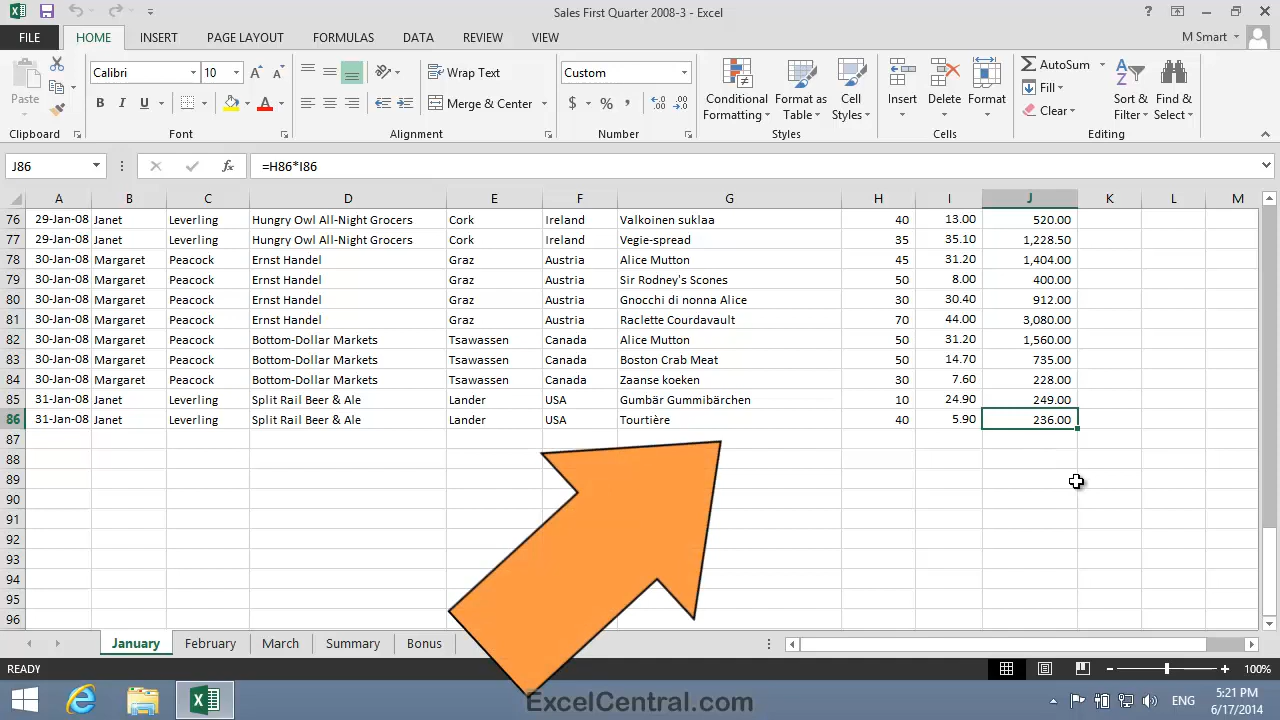 Sales First Quarter 2008-3 - Excel
FILE HOME INSERT PAGE LAYOUT FORMULAS DATA REVIEW VIEW M Smart
Paste
Calibri 10
B I U A
Wrap Text
Merge & Center
Custom
$ % ,
Conditional Formatting
Format as Table
Cell Styles
Insert Delete Format
AutoSum
Fill
Clear
Sort & Filter
Find & Select
Clipboard Font Alignment Number Styles Cells Editing
J86 fx =H86*I86
A B C D E F G H I J K L M
76 29-Jan-08 Janet Leverling Hungry Owl All-Night Grocers Cork Ireland Valkoinen suklaa 40 13.00 520.00
77 29-Jan-08 Janet Leverling Hungry Owl All-Night Grocers Cork Ireland Vegie-spread 35 35.10 1,228.50
78 30-Jan-08 Margaret Peacock Ernst Handel Graz Austria Alice Mutton 45 31.20 1,404.00
79 30-Jan-08 Margaret Peacock Ernst Handel Graz Austria Sir Rodney's Scones 50 8.00 400.00
80 30-Jan-08 Margaret Peacock Ernst Handel Graz Austria Gnocchi di nonna Alice 30 30.40 912.00
81 30-Jan-08 Margaret Peacock Ernst Handel Graz Austria Raclette Courdavault 70 44.00 3,080.00
82 30-Jan-08 Margaret Peacock Bottom-Dollar Markets Tsawassen Canada Alice Mutton 50 31.20 1,560.00
83 30-Jan-08 Margaret Peacock Bottom-Dollar Markets Tsawassen Canada Boston Crab Meat 50 14.70 735.00
84 30-Jan-08 Margaret Peacock Bottom-Dollar Markets Tsawassen Canada Zaanse koeken 30 7.60 228.00
85 31-Jan-08 Janet Leverling Split Rail Beer & Ale Lander USA Gumbär Gummibärchen 10 24.90 249.00
86 31-Jan-08 Janet Leverling Split Rail Beer & Ale Lander USA Tourtière 40 5.90 236.00
87
88
89
90
91
92
93
94
95
96
January February March Summary Bonus
READY 100%
ExcelCentral.com
ENG 5:21 PM
6/17/2014